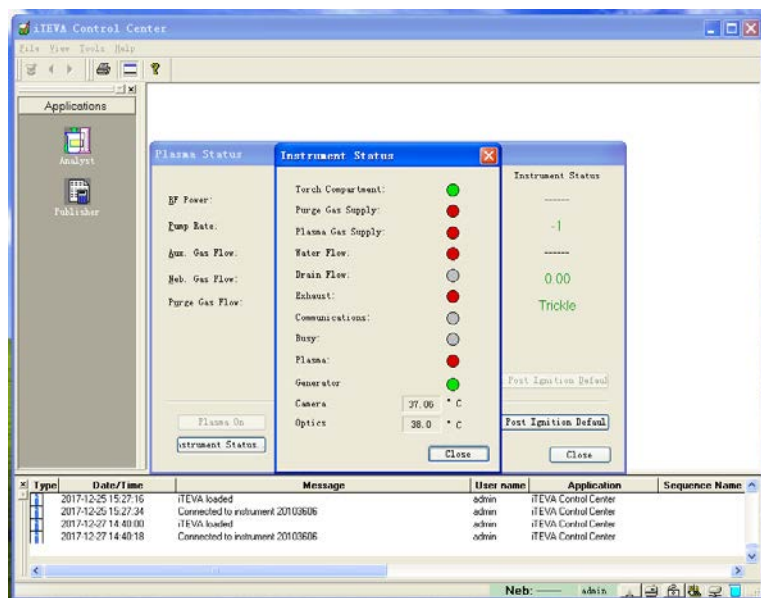 iTEVA Control Center
File View Tools Help
Applications
Analyst
Publisher
Plasma Status
RF Power:
Pump Rate:
Aux. Gas Flow:
Neb. Gas Flow:
Purge Gas Flow:
Plasma On
nstrument Status
Instrument Status
Torch Compartment:
Purge Gas Supply:
Plasma Gas Supply:
Water Flow:
Drain Flow:
Exhaust:
Communications:
Busy:
Plasma:
Generator
Camera 37.06 ° C
Optics 38.0 ° C
Close
Instrument Status
------
-1
------
0.00
Trickle
Post Ignition Defaul
Post Ignition Defaul
Close
Type Date/Time Message User name Application Sequence Name
2017-12-25 15:27:16 iTEVA loaded admin iTEVA Control Center
2017-12-25 15:27:34 Connected to instrument 20103606 admin iTEVA Control Center
2017-12-27 14:40:00 iTEVA loaded admin iTEVA Control Center
2017-12-27 14:40:18 Connected to instrument 20103606 admin iTEVA Control Center
Neb: —— admin